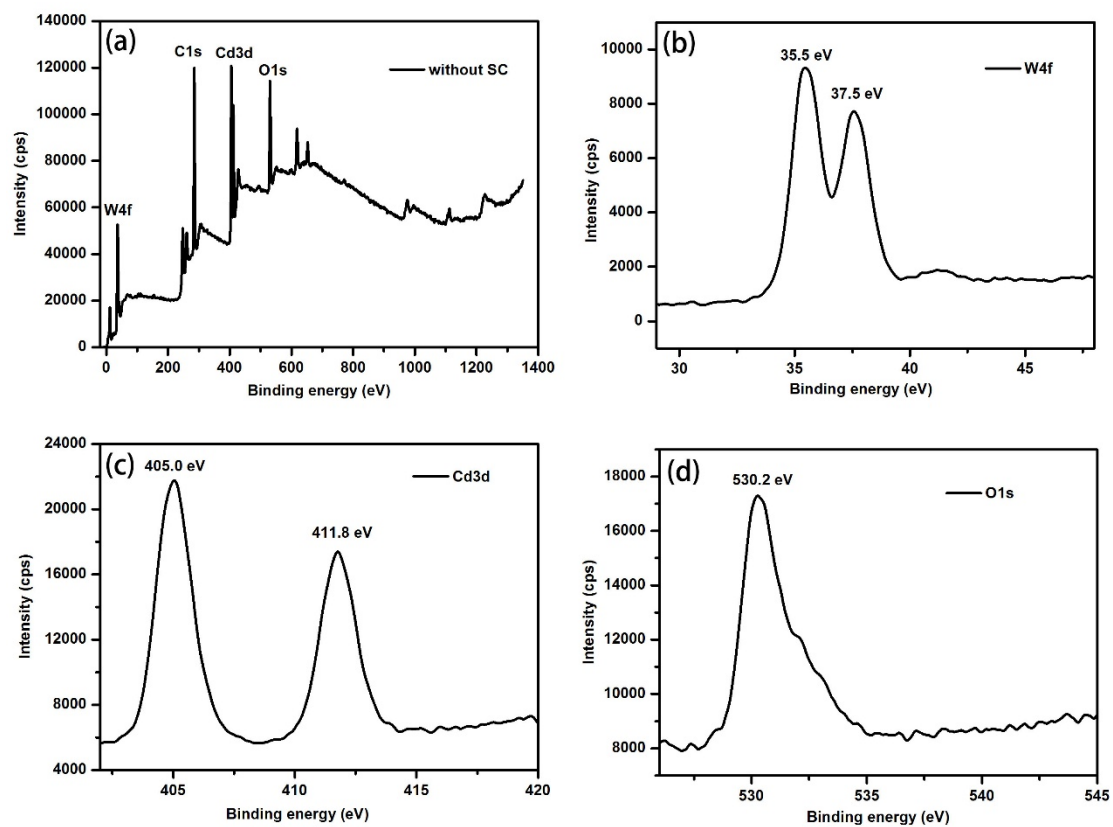 (a)
140000
120000
100000
80000
60000
40000
20000
0
Intensity (cps)
W4f
C1s
Cd3d
O1s
without SC
0 200 400 600 800 1000 1200 1400
Binding energy (eV)
(b)
10000
8000
6000
4000
2000
0
Intensity (cps)
35.5 eV
37.5 eV
W4f
30 35 40 45
Binding energy (eV)
(c)
24000
22000
18000
16000
12000
8000
4000
Intensity (cps)
405.0 eV
411.8 eV
Cd3d
405 410 415 420
Binding energy (eV)
(d)
18000
16000
14000
12000
10000
8000
Intensity (cps)
530.2 eV
O1s
530 535 540 545
Binding energy (eV)